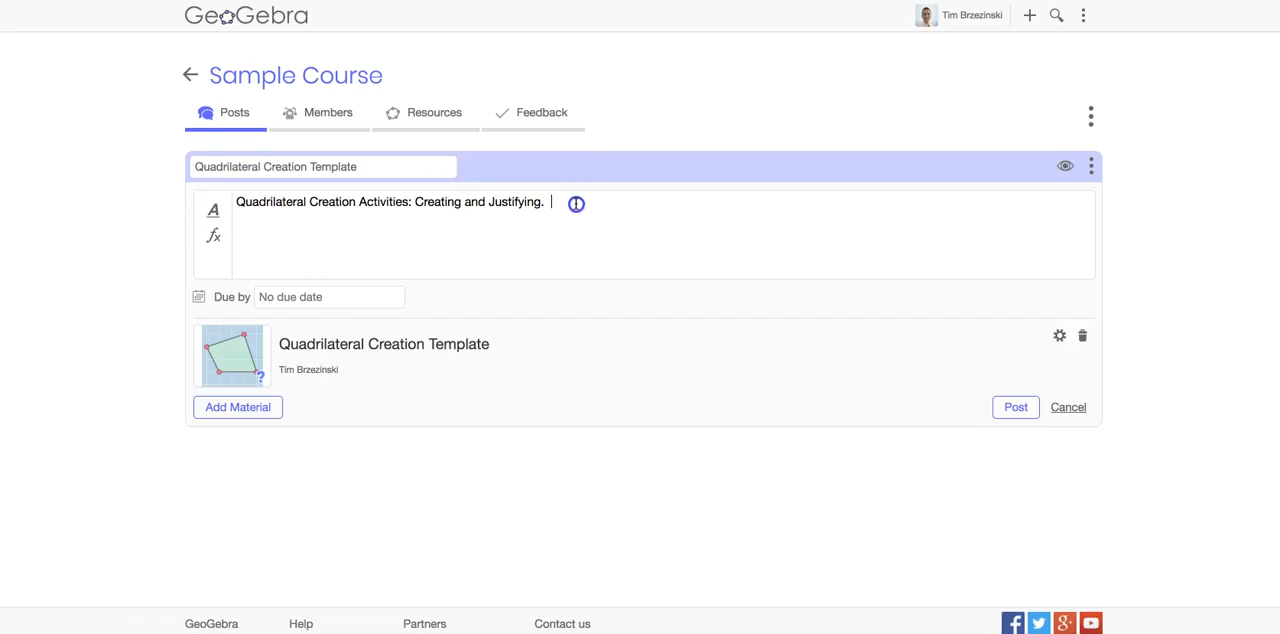 GeoGebra
Tim Brzezinski
Sample Course
Posts
Members
Resources
Feedback
Quadrilateral Creation Template
A
Quadrilateral Creation Activities: Creating and Justifying.
fx
Due by
No due date
Quadrilateral Creation Template
?
Tim Brzezinski
Add Material
Post
Cancel
GeoGebra
Help
Partners
Contact us